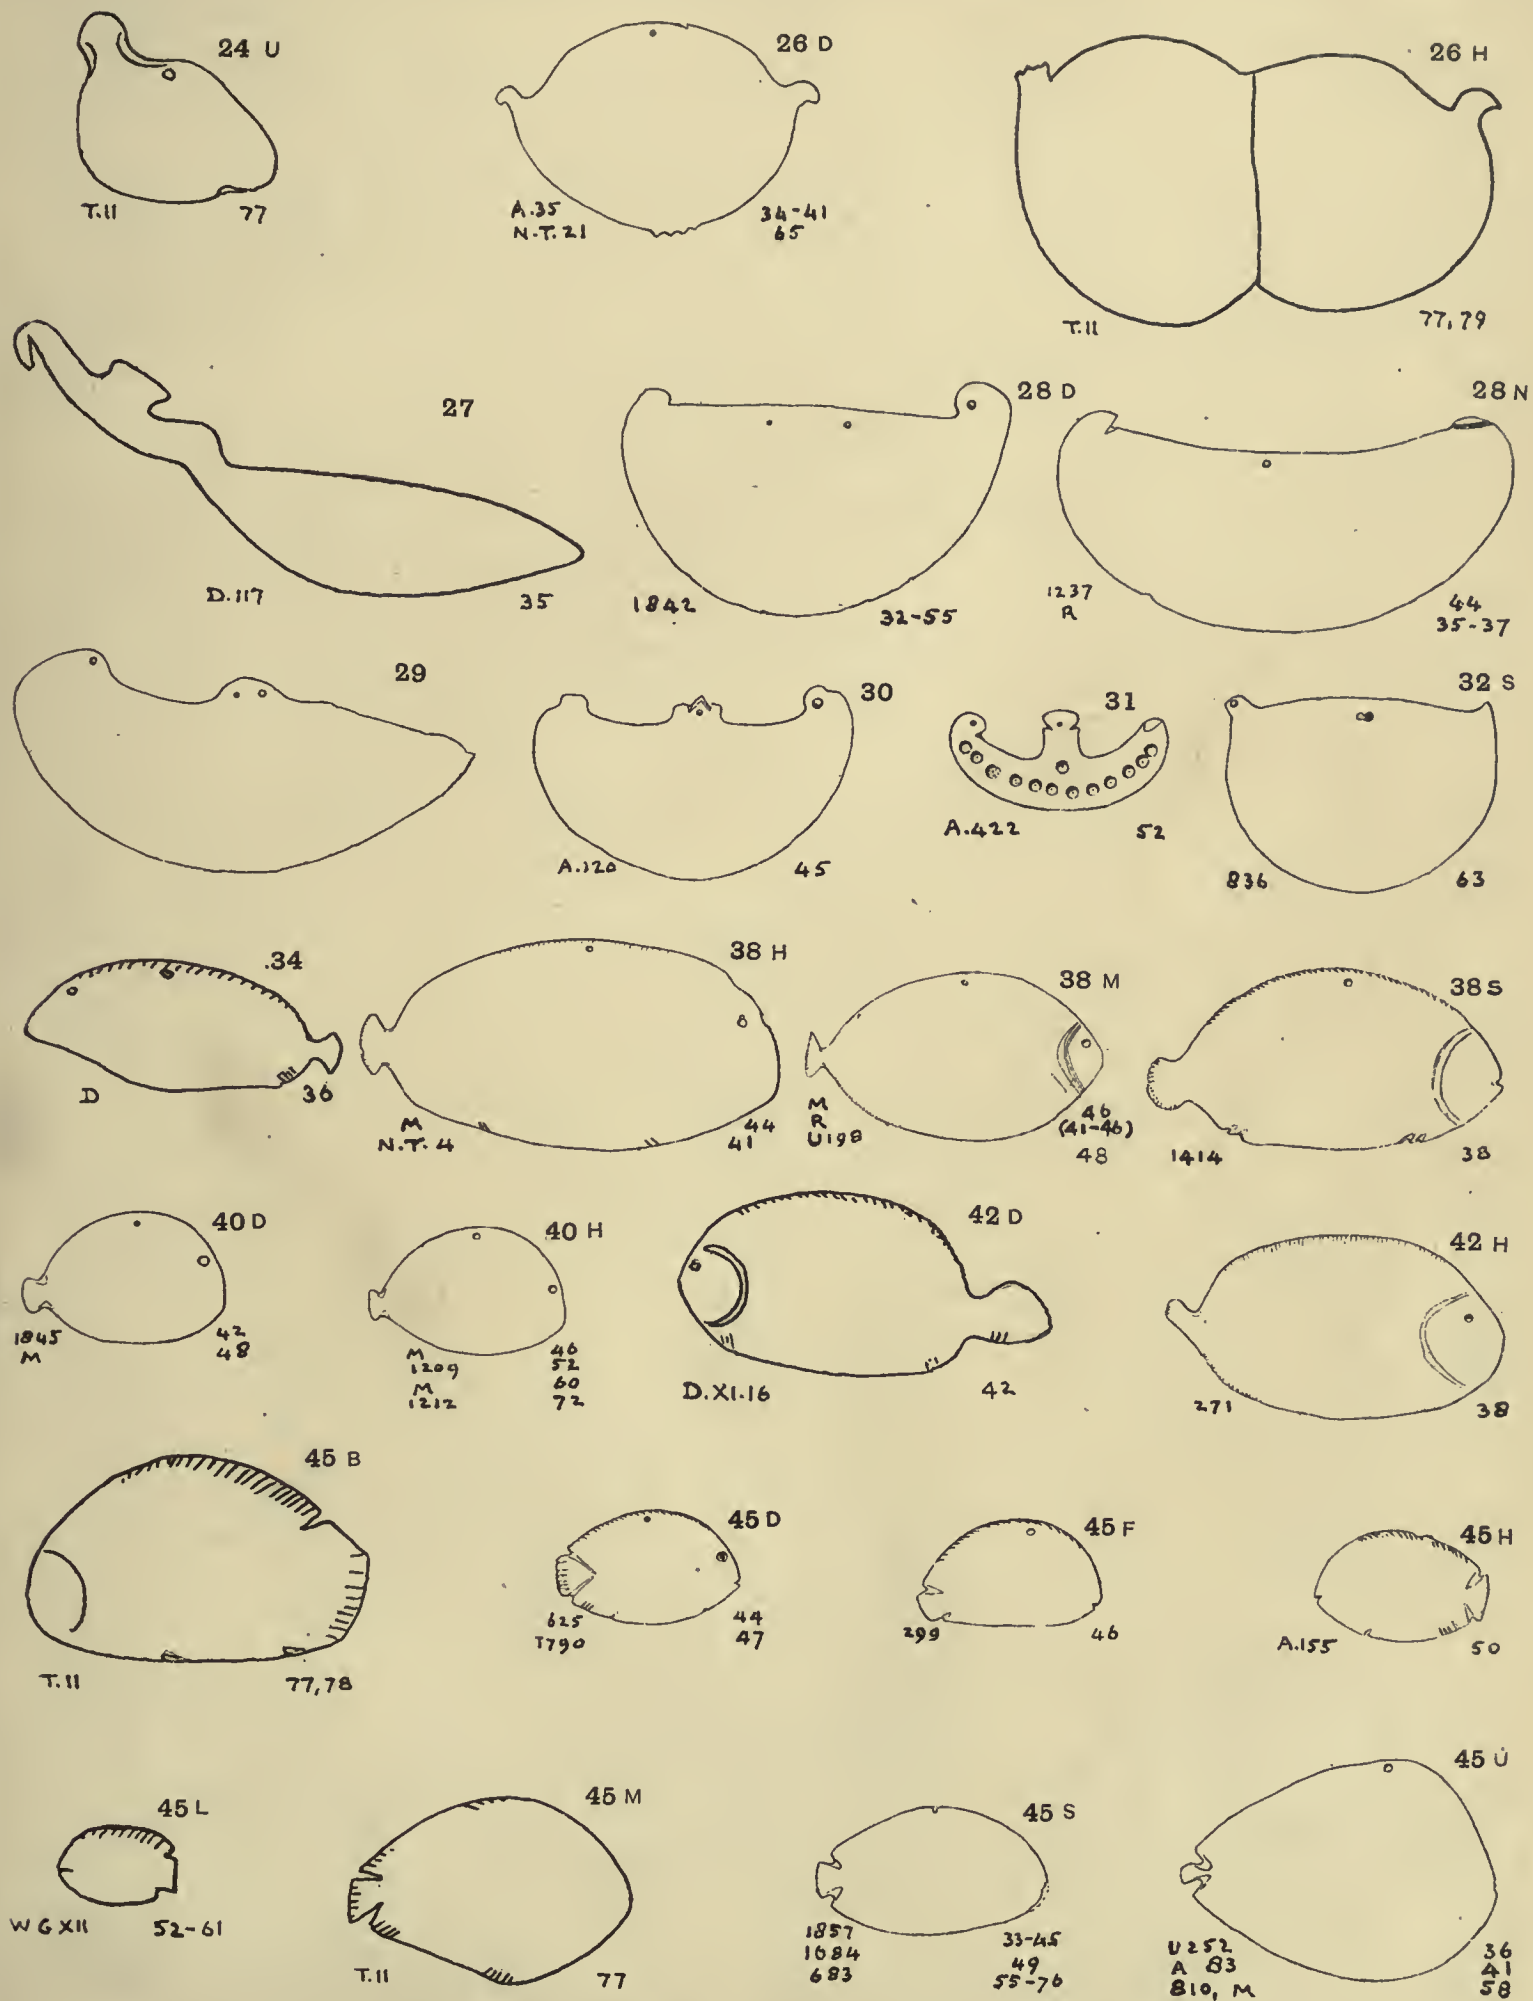 24 U
T.11
77
26 D
A.35
N.T.21
34-41
65
26 H
T.11
77,79
27
D.117
35
28 D
1842
32-55
28 N
1237
R
44
35-37
29
30
A.120
45
31
A.422
52
32 S
836
63
34
D
36
38 H
M
N.T.4
44
41
38 M
M
R
U198
46
(41-46)
48
38 S
1414
38
40 D
1845
M
42
48
40 H
M
1209
M
1212
46
52
60
72
42 D
D.XI.16
42
42 H
271
38
45 B
T.11
77,78
45 D
625
T790
44
47
45 F
299
46
45 H
A.155
50
45 L
W G XII
52-61
45 M
T.11
77
45 S
1857
1684
683
33-45
49
55-76
45 U
U252
A 83
810, M
36
41
58